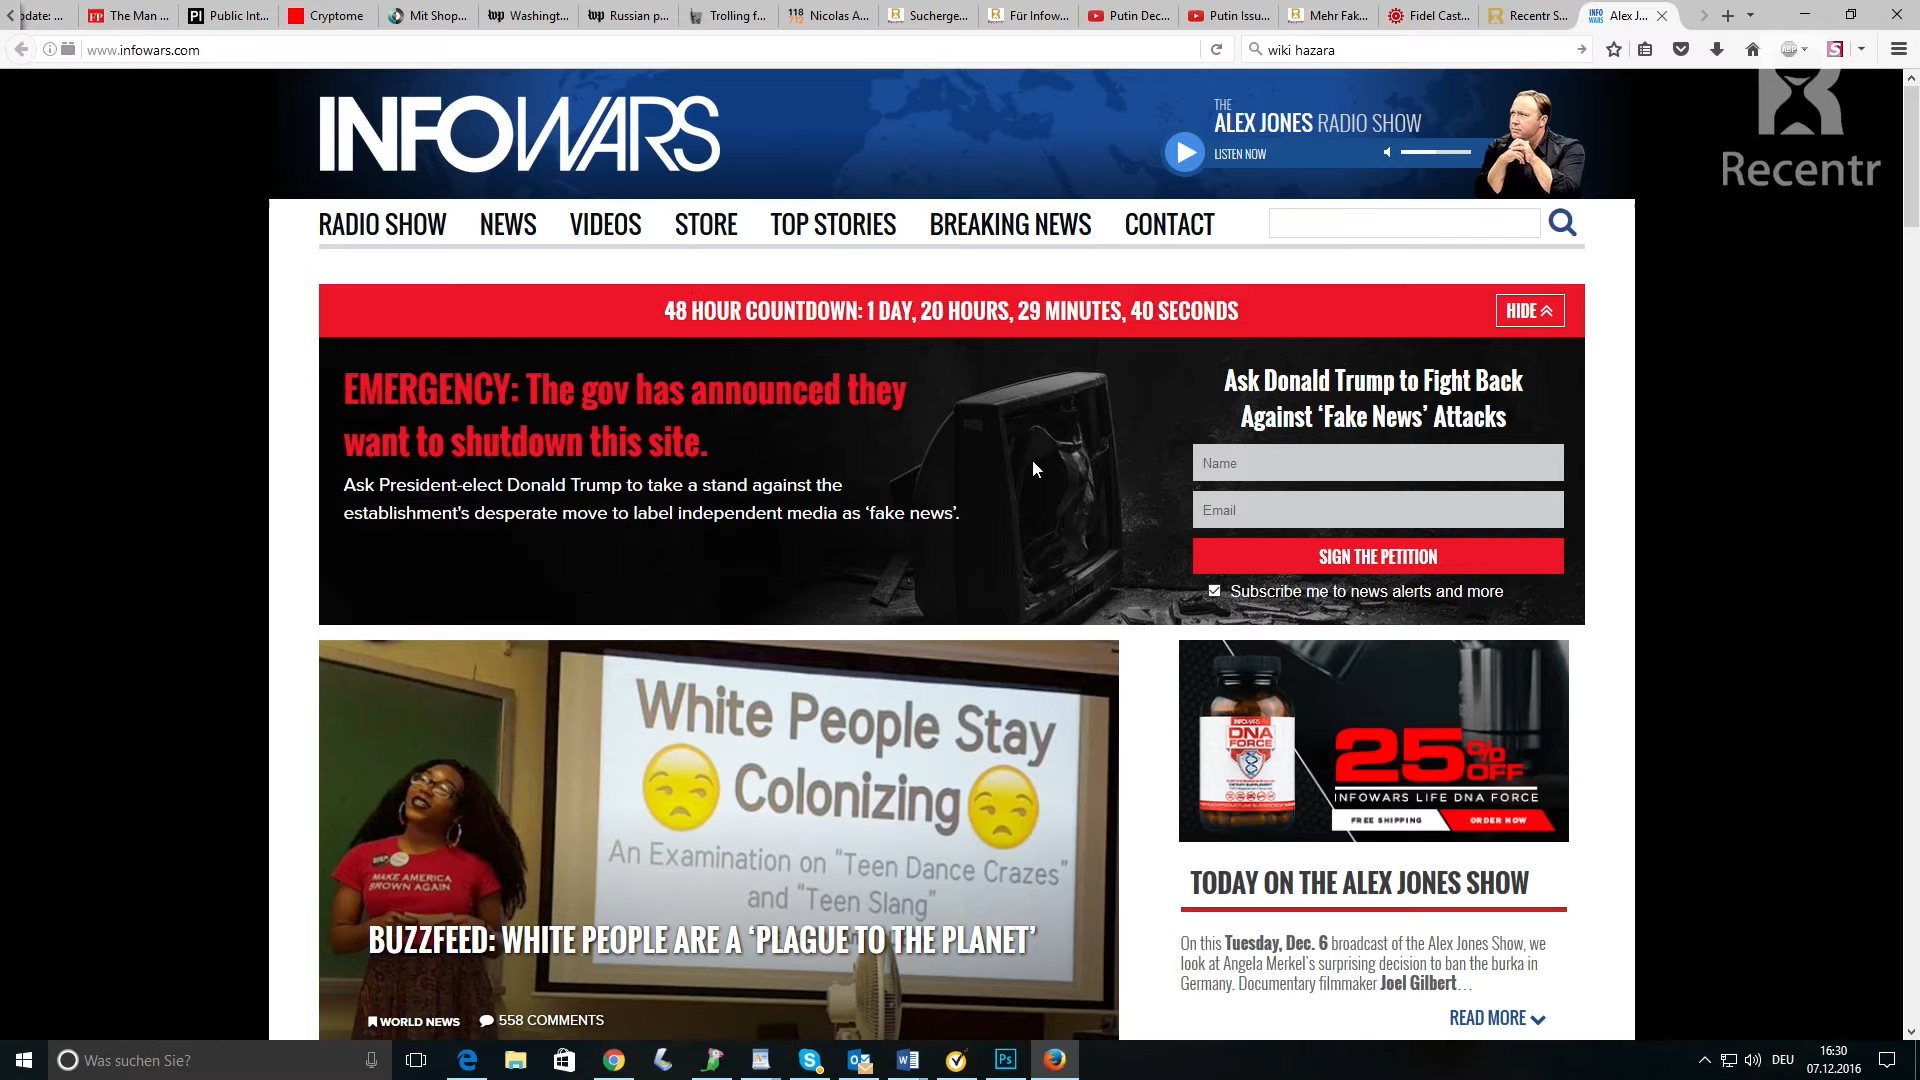 pdate: ...
The Man ...
Public Int...
Cryptome
Mit Shop...
Washingt...
Russian p...
Trolling f...
Nicolas A...
Sucherge...
Für Infow...
Putin Dec...
Putin Issu...
Mehr Fak...
Fidel Cast...
Recentr S...
Alex J...
www.infowars.com
wiki hazara
ABP
Recentr
INFOWARS
THE
ALEX JONES RADIO SHOW
LISTEN NOW
RADIO SHOW NEWS VIDEOS STORE TOP STORIES BREAKING NEWS CONTACT
48 HOUR COUNTDOWN: 1 DAY, 20 HOURS, 29 MINUTES, 40 SECONDS
HIDE
EMERGENCY: The gov has announced they
want to shutdown this site.
Ask President-elect Donald Trump to take a stand against the
establishment's desperate move to label independent media as ‘fake news’.
Ask Donald Trump to Fight Back
Against ‘Fake News’ Attacks
Name
Email
SIGN THE PETITION
Subscribe me to news alerts and more
White People Stay
Colonizing
An Examination on "Teen Dance Crazes"
and "Teen Slang"
MAKE AMERICA
BROWN AGAIN
BUZZFEED: WHITE PEOPLE ARE A ‘PLAGUE TO THE PLANET’
WORLD NEWS
558 COMMENTS
INFOWARS
DNA
FORCE
25% OFF
INFOWARS LIFE DNA FORCE
FREE SHIPPING
ORDER NOW
TODAY ON THE ALEX JONES SHOW
On this Tuesday, Dec. 6 broadcast of the Alex Jones Show, we
look at Angela Merkel's surprising decision to ban the burka in
Germany. Documentary filmmaker Joel Gilbert...
READ MORE
Was suchen Sie?
DEU
16:30
07.12.2016